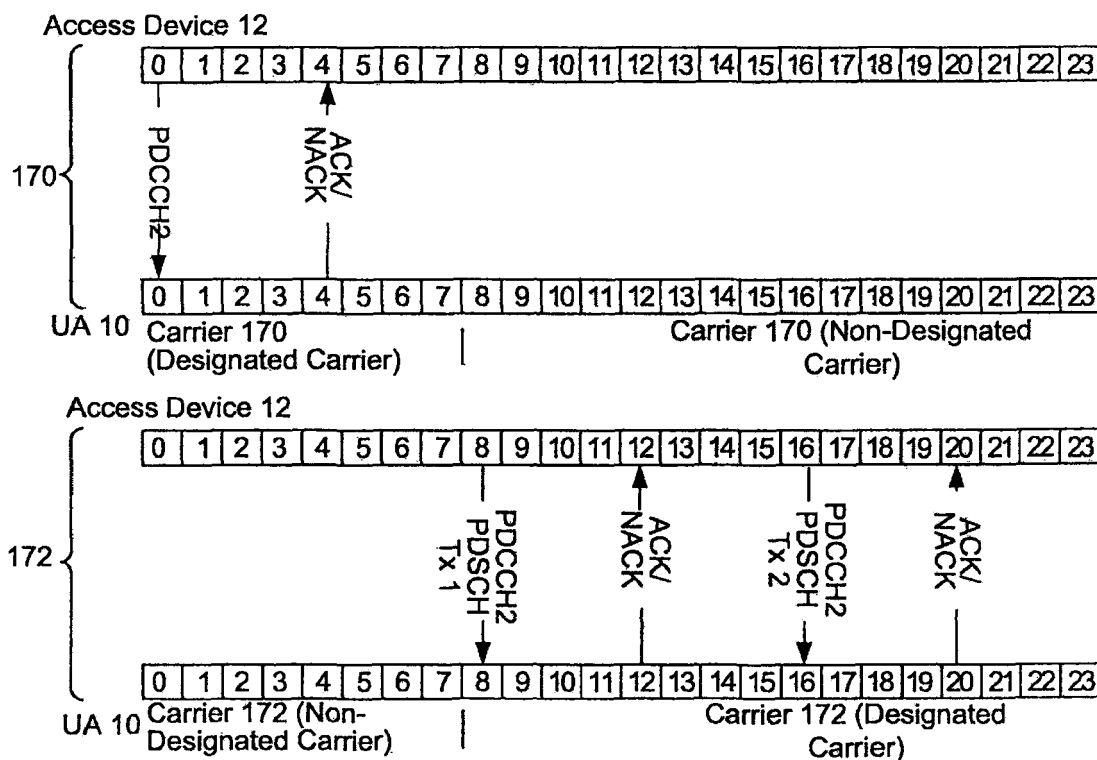 Access Device 12
0 1 2 3 4 5 6 7 8 9 10 11 12 13 14 15 16 17 18 19 20 21 22 23
170
PDCCH2
ACK/
NACK
0 1 2 3 4 5 6 7 8 9 10 11 12 13 14 15 16 17 18 19 20 21 22 23
UA 10
Carrier 170
(Designated Carrier)
Carrier 170 (Non-Designated
Carrier)
Access Device 12
0 1 2 3 4 5 6 7 8 9 10 11 12 13 14 15 16 17 18 19 20 21 22 23
172
PDCCH2
PDSCH
Tx 1
ACK/
NACK
PDCCH2
PDSCH
Tx 2
ACK/
NACK
0 1 2 3 4 5 6 7 8 9 10 11 12 13 14 15 16 17 18 19 20 21 22 23
UA 10
Carrier 172 (Non-
Designated Carrier)
Carrier 172 (Designated
Carrier)